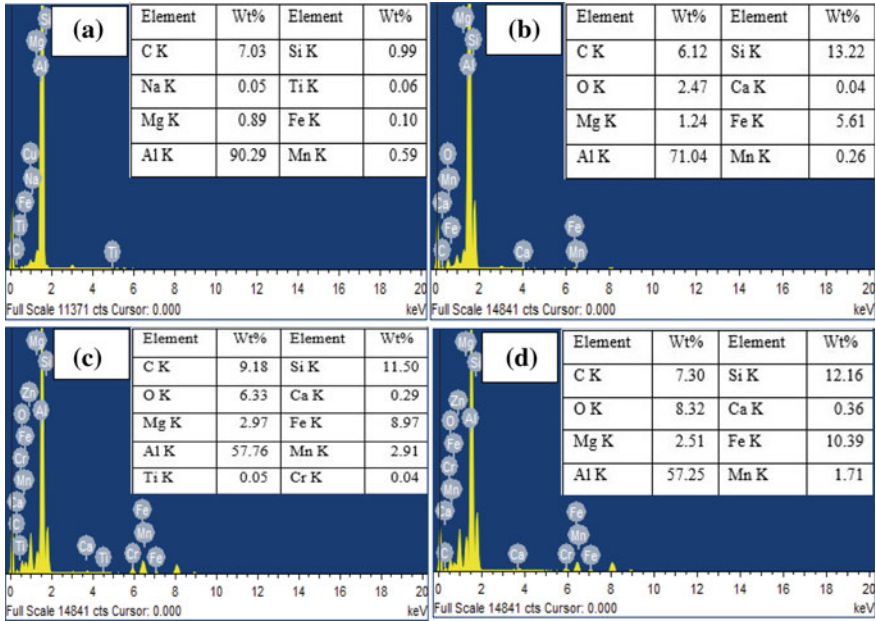 (a)
Element Wt% Element Wt%
C K 7.03 Si K 0.99
Na K 0.05 Ti K 0.06
Mg K 0.89 Fe K 0.10
Al K 90.29 Mn K 0.59
Si
Mg
Al
Cu
Na
Fe
Ti
C
Ti
0 2 4 6 8 10 12 14 16 18 20
Full Scale 11371 cts Cursor: 0.000 keV
(b)
Element Wt% Element Wt%
C K 6.12 Si K 13.22
O K 2.47 Ca K 0.04
Mg K 1.24 Fe K 5.61
Al K 71.04 Mn K 0.26
Mg
Si
Al
O
Mn
Ca
Fe
C
Ca
Fe
Mn
0 2 4 6 8 10 12 14 16 18 20
Full Scale 14841 cts Cursor: 0.000 keV
(c)
Element Wt% Element Wt%
C K 9.18 Si K 11.50
O K 6.33 Ca K 0.29
Mg K 2.97 Fe K 8.97
Al K 57.76 Mn K 2.91
Ti K 0.05 Cr K 0.04
Mg
Si
Zn
O
Al
Fe
Cr
Mn
Ca
C
Ti
Ca
Ti
Cr
Fe
Mn
Fe
0 2 4 6 8 10 12 14 16 18 20
Full Scale 14841 cts Cursor: 0.000 keV
(d)
Element Wt% Element Wt%
C K 7.30 Si K 12.16
O K 8.32 Ca K 0.36
Mg K 2.51 Fe K 10.39
Al K 57.25 Mn K 1.71
Mg
Si
Zn
O
Al
Fe
Cr
Mn
Ca
C
Ca
Cr
Fe
Mn
Fe
0 2 4 6 8 10 12 14 16 18 20
Full Scale 14841 cts Cursor: 0.000 keV